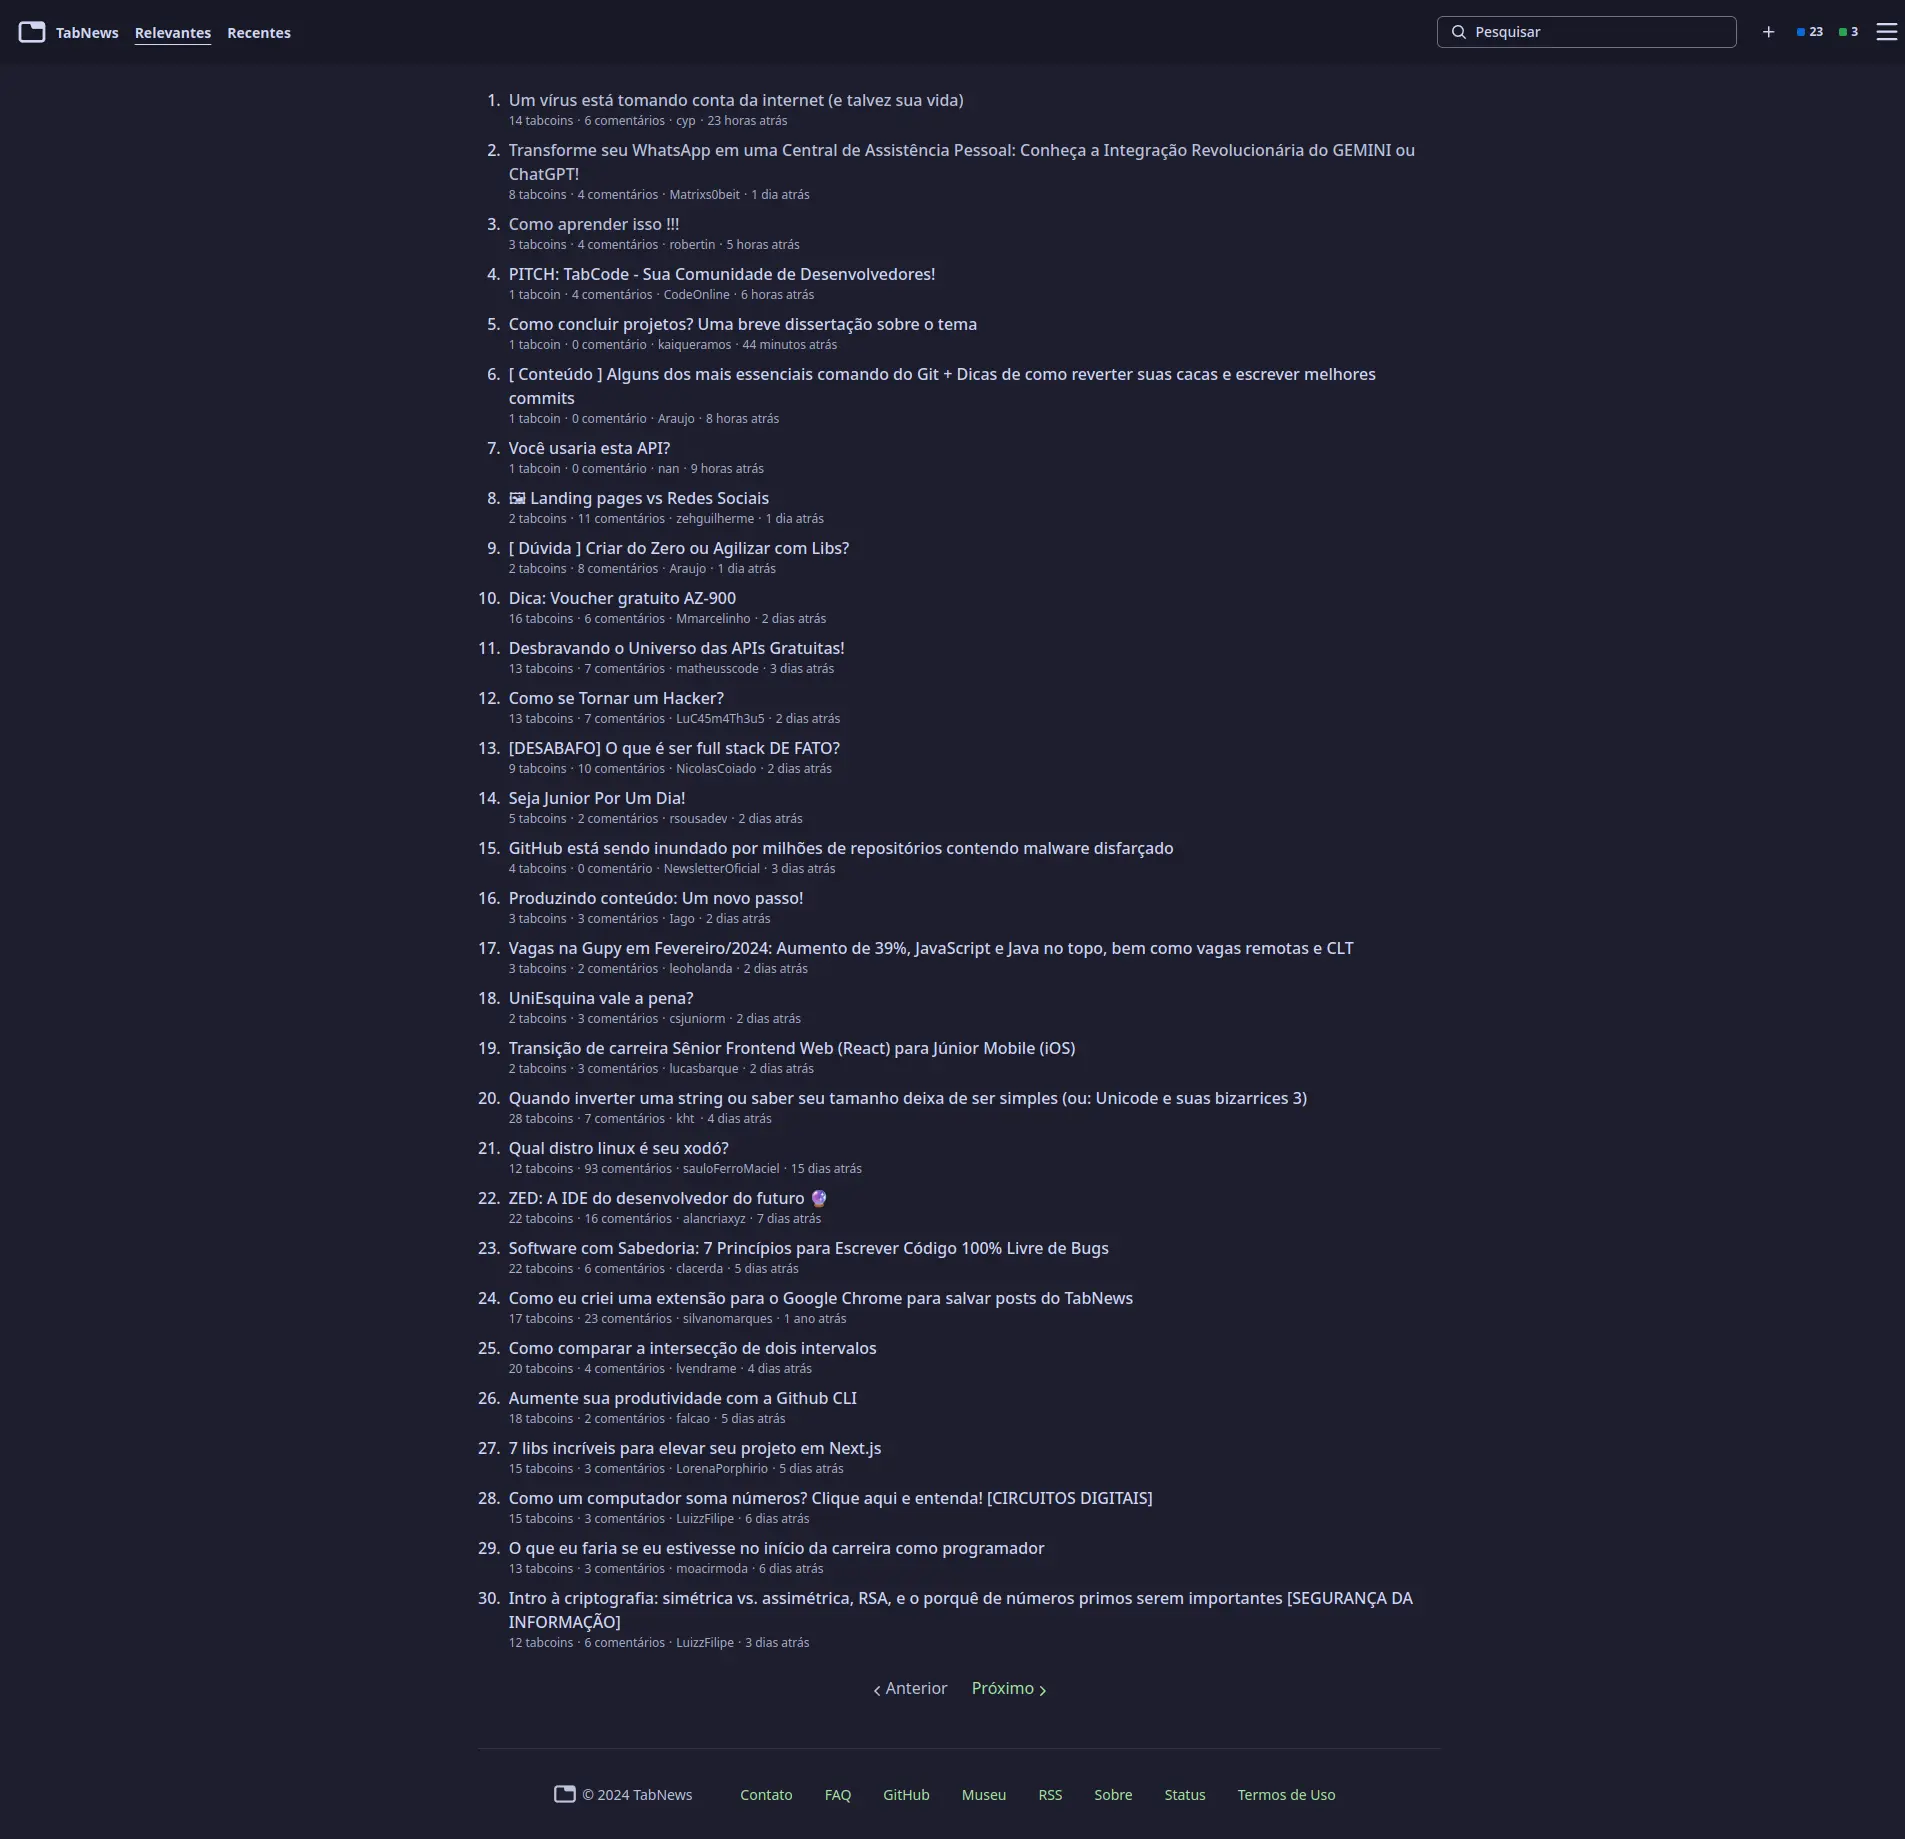 TabNews Relevantes Recentes Pesquisar + 23 3
1. Um vírus está tomando conta da internet (e talvez sua vida)
14 tabcoins · 6 comentários · cyp · 23 horas atrás
2. Transforme seu WhatsApp em uma Central de Assistência Pessoal: Conheça a Integração Revolucionária do GEMINI ou
ChatGPT!
8 tabcoins · 4 comentários · Matrixs0beit · 1 dia atrás
3. Como aprender isso !!!
3 tabcoins · 4 comentários · robertin · 5 horas atrás
4. PITCH: TabCode - Sua Comunidade de Desenvolvedores!
1 tabcoin · 4 comentários · CodeOnline · 6 horas atrás
5. Como concluir projetos? Uma breve dissertação sobre o tema
1 tabcoin · 0 comentário · kaiqueramos · 44 minutos atrás
6. [ Conteúdo ] Alguns dos mais essenciais comando do Git + Dicas de como reverter suas cacas e escrever melhores
commits
1 tabcoin · 0 comentário · Araujo · 8 horas atrás
7. Você usaria esta API?
1 tabcoin · 0 comentário · nan · 9 horas atrás
8. 🖼 Landing pages vs Redes Sociais
2 tabcoins · 11 comentários · zehguilherme · 1 dia atrás
9. [ Dúvida ] Criar do Zero ou Agilizar com Libs?
2 tabcoins · 8 comentários · Araujo · 1 dia atrás
10. Dica: Voucher gratuito AZ-900
16 tabcoins · 6 comentários · Mmarcelinho · 2 dias atrás
11. Desbravando o Universo das APIs Gratuitas!
13 tabcoins · 7 comentários · matheusscode · 3 dias atrás
12. Como se Tornar um Hacker?
13 tabcoins · 7 comentários · LuC45m4Th3u5 · 2 dias atrás
13. [DESABAFO] O que é ser full stack DE FATO?
9 tabcoins · 10 comentários · NicolasCoiado · 2 dias atrás
14. Seja Junior Por Um Dia!
5 tabcoins · 2 comentários · rsousadev · 2 dias atrás
15. GitHub está sendo inundado por milhões de repositórios contendo malware disfarçado
4 tabcoins · 0 comentário · NewsletterOficial · 3 dias atrás
16. Produzindo conteúdo: Um novo passo!
3 tabcoins · 3 comentários · Iago · 2 dias atrás
17. Vagas na Gupy em Fevereiro/2024: Aumento de 39%, JavaScript e Java no topo, bem como vagas remotas e CLT
3 tabcoins · 2 comentários · leoholanda · 2 dias atrás
18. UniEsquina vale a pena?
2 tabcoins · 3 comentários · csjuniorm · 2 dias atrás
19. Transição de carreira Sênior Frontend Web (React) para Júnior Mobile (iOS)
2 tabcoins · 3 comentários · lucasbarque · 2 dias atrás
20. Quando inverter uma string ou saber seu tamanho deixa de ser simples (ou: Unicode e suas bizarrices 3)
28 tabcoins · 7 comentários · kht · 4 dias atrás
21. Qual distro linux é seu xodó?
12 tabcoins · 93 comentários · sauloFerroMaciel · 15 dias atrás
22. ZED: A IDE do desenvolvedor do futuro 🔮
22 tabcoins · 16 comentários · alancriaxyz · 7 dias atrás
23. Software com Sabedoria: 7 Princípios para Escrever Código 100% Livre de Bugs
22 tabcoins · 6 comentários · clacerda · 5 dias atrás
24. Como eu criei uma extensão para o Google Chrome para salvar posts do TabNews
17 tabcoins · 23 comentários · silvanomarques · 1 ano atrás
25. Como comparar a intersecção de dois intervalos
20 tabcoins · 4 comentários · lvendrame · 4 dias atrás
26. Aumente sua produtividade com a Github CLI
18 tabcoins · 2 comentários · falcao · 5 dias atrás
27. 7 libs incríveis para elevar seu projeto em Next.js
15 tabcoins · 3 comentários · LorenaPorphirio · 5 dias atrás
28. Como um computador soma números? Clique aqui e entenda! [CIRCUITOS DIGITAIS]
15 tabcoins · 3 comentários · LuizzFilipe · 6 dias atrás
29. O que eu faria se eu estivesse no início da carreira como programador
13 tabcoins · 3 comentários · moacirmoda · 6 dias atrás
30. Intro à criptografia: simétrica vs. assimétrica, RSA, e o porquê de números primos serem importantes [SEGURANÇA DA
INFORMAÇÃO]
12 tabcoins · 6 comentários · LuizzFilipe · 3 dias atrás
‹ Anterior Próximo ›
© 2024 TabNews Contato FAQ GitHub Museu RSS Sobre Status Termos de Uso